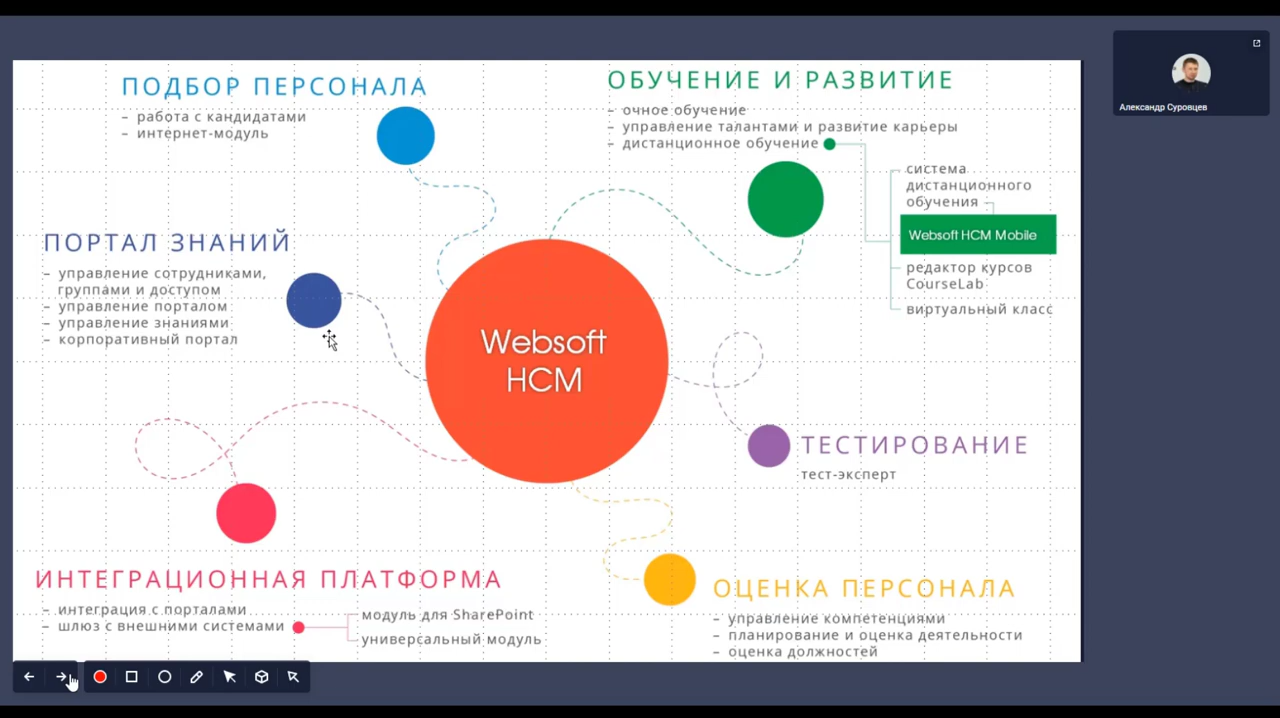 ПОДБОР ПЕРСОНАЛА
– работа с кандидатами
– интернет-модуль
ОБУЧЕНИЕ И РАЗВИТИЕ
– очное обучение
– управление талантами и развитие карьеры
– дистанционное обучение
система
дистанционного
обучения
Websoft HCM Mobile
редактор курсов
CourseLab
виртуальный класс
Александр Суровцев
ПОРТАЛ ЗНАНИЙ
– управление сотрудниками,
группами и доступом
– управление порталом
– управление знаниями
– корпоративный портал
Websoft
HCM
ТЕСТИРОВАНИЕ
тест-эксперт
ИНТЕГРАЦИОННАЯ ПЛАТФОРМА
– интеграция с порталами
– шлюз с внешними системами
модуль для SharePoint
универсальный модуль
ОЦЕНКА ПЕРСОНАЛА
– управление компетенциями
– планирование и оценка деятельности
– оценка должностей